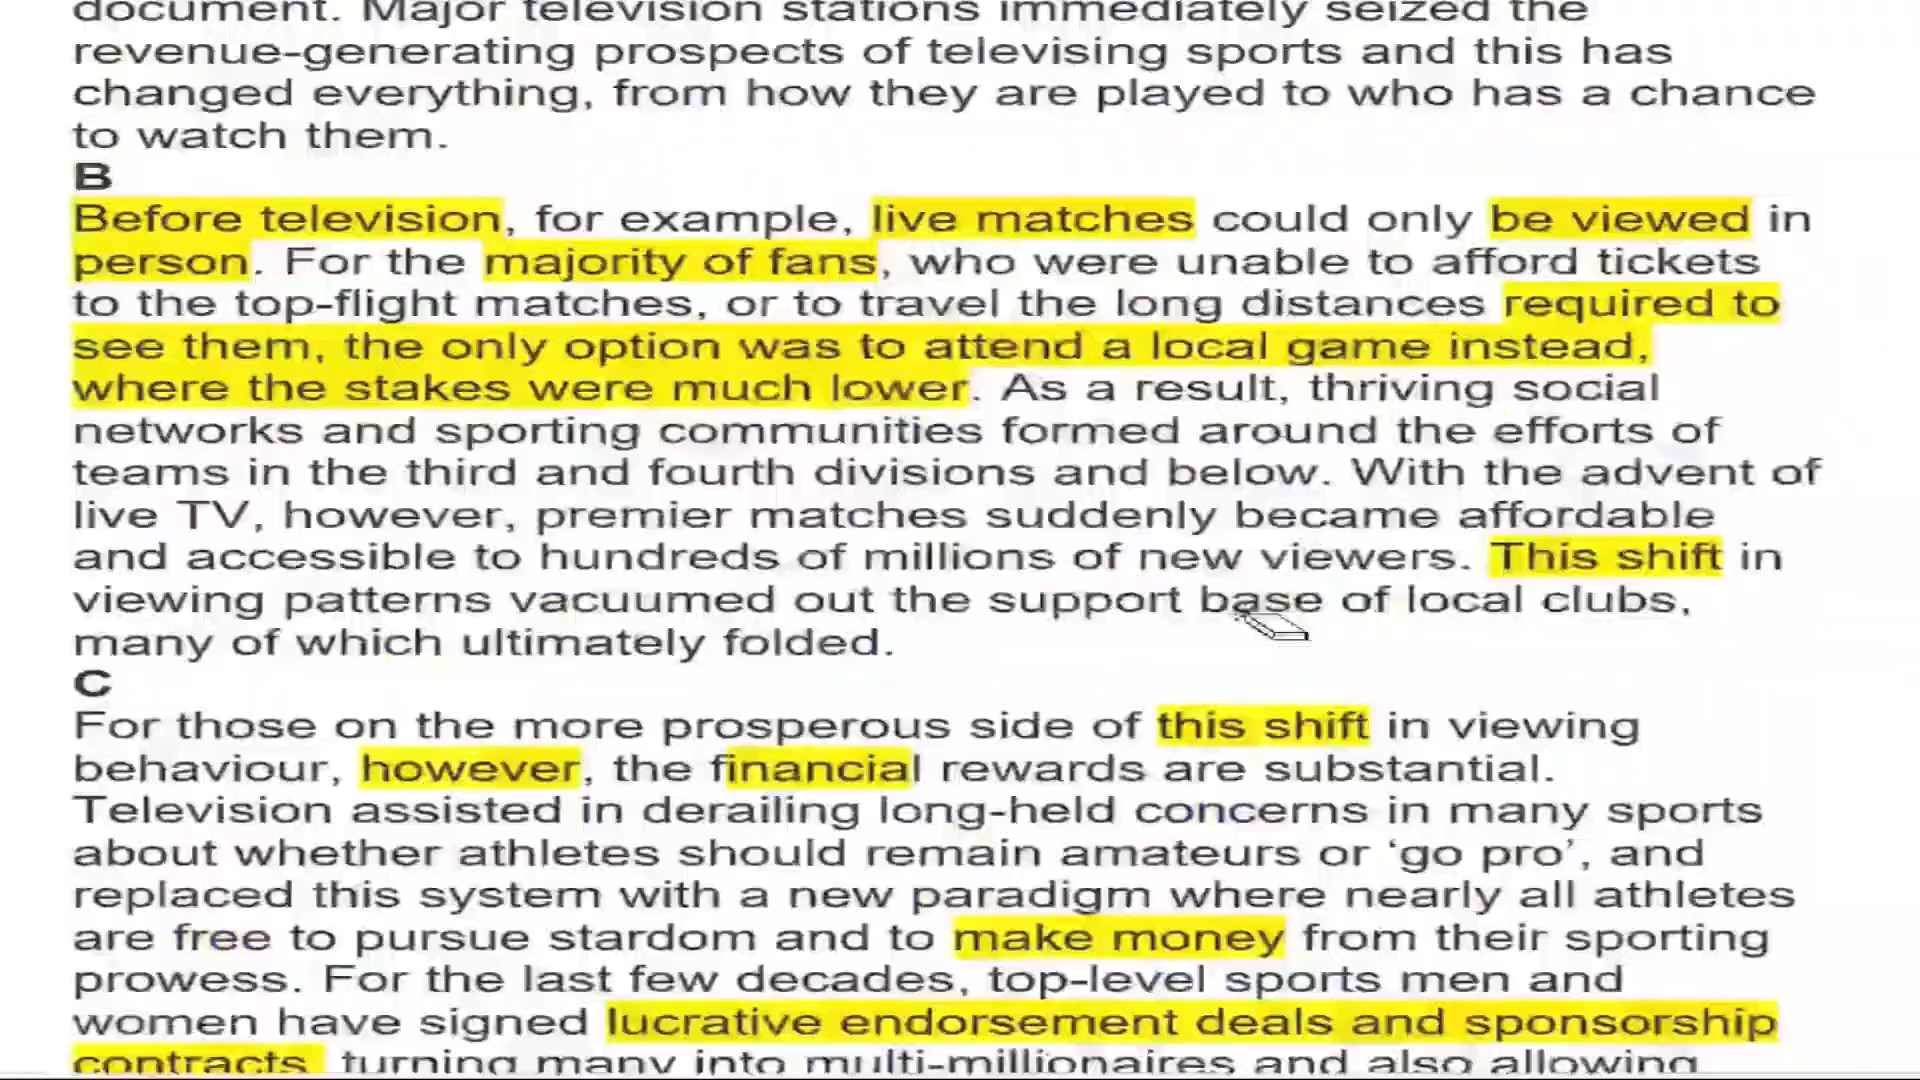 document. Major television stations immediately seized the
revenue-generating prospects of televising sports and this has
changed everything, from how they are played to who has a chance
to watch them.
B
Before television, for example, live matches could only be viewed in
person. For the majority of fans, who were unable to afford tickets
to the top-flight matches, or to travel the long distances required to
see them, the only option was to attend a local game instead,
where the stakes were much lower. As a result, thriving social
networks and sporting communities formed around the efforts of
teams in the third and fourth divisions and below. With the advent of
live TV, however, premier matches suddenly became affordable
and accessible to hundreds of millions of new viewers. This shift in
viewing patterns vacuumed out the support base of local clubs,
many of which ultimately folded.
C
For those on the more prosperous side of this shift in viewing
behaviour, however, the financial rewards are substantial.
Television assisted in derailing long-held concerns in many sports
about whether athletes should remain amateurs or ‘go pro’, and
replaced this system with a new paradigm where nearly all athletes
are free to pursue stardom and to make money from their sporting
prowess. For the last few decades, top-level sports men and
women have signed lucrative endorsement deals and sponsorship
contracts, turning many into multi-millionaires and also allowing